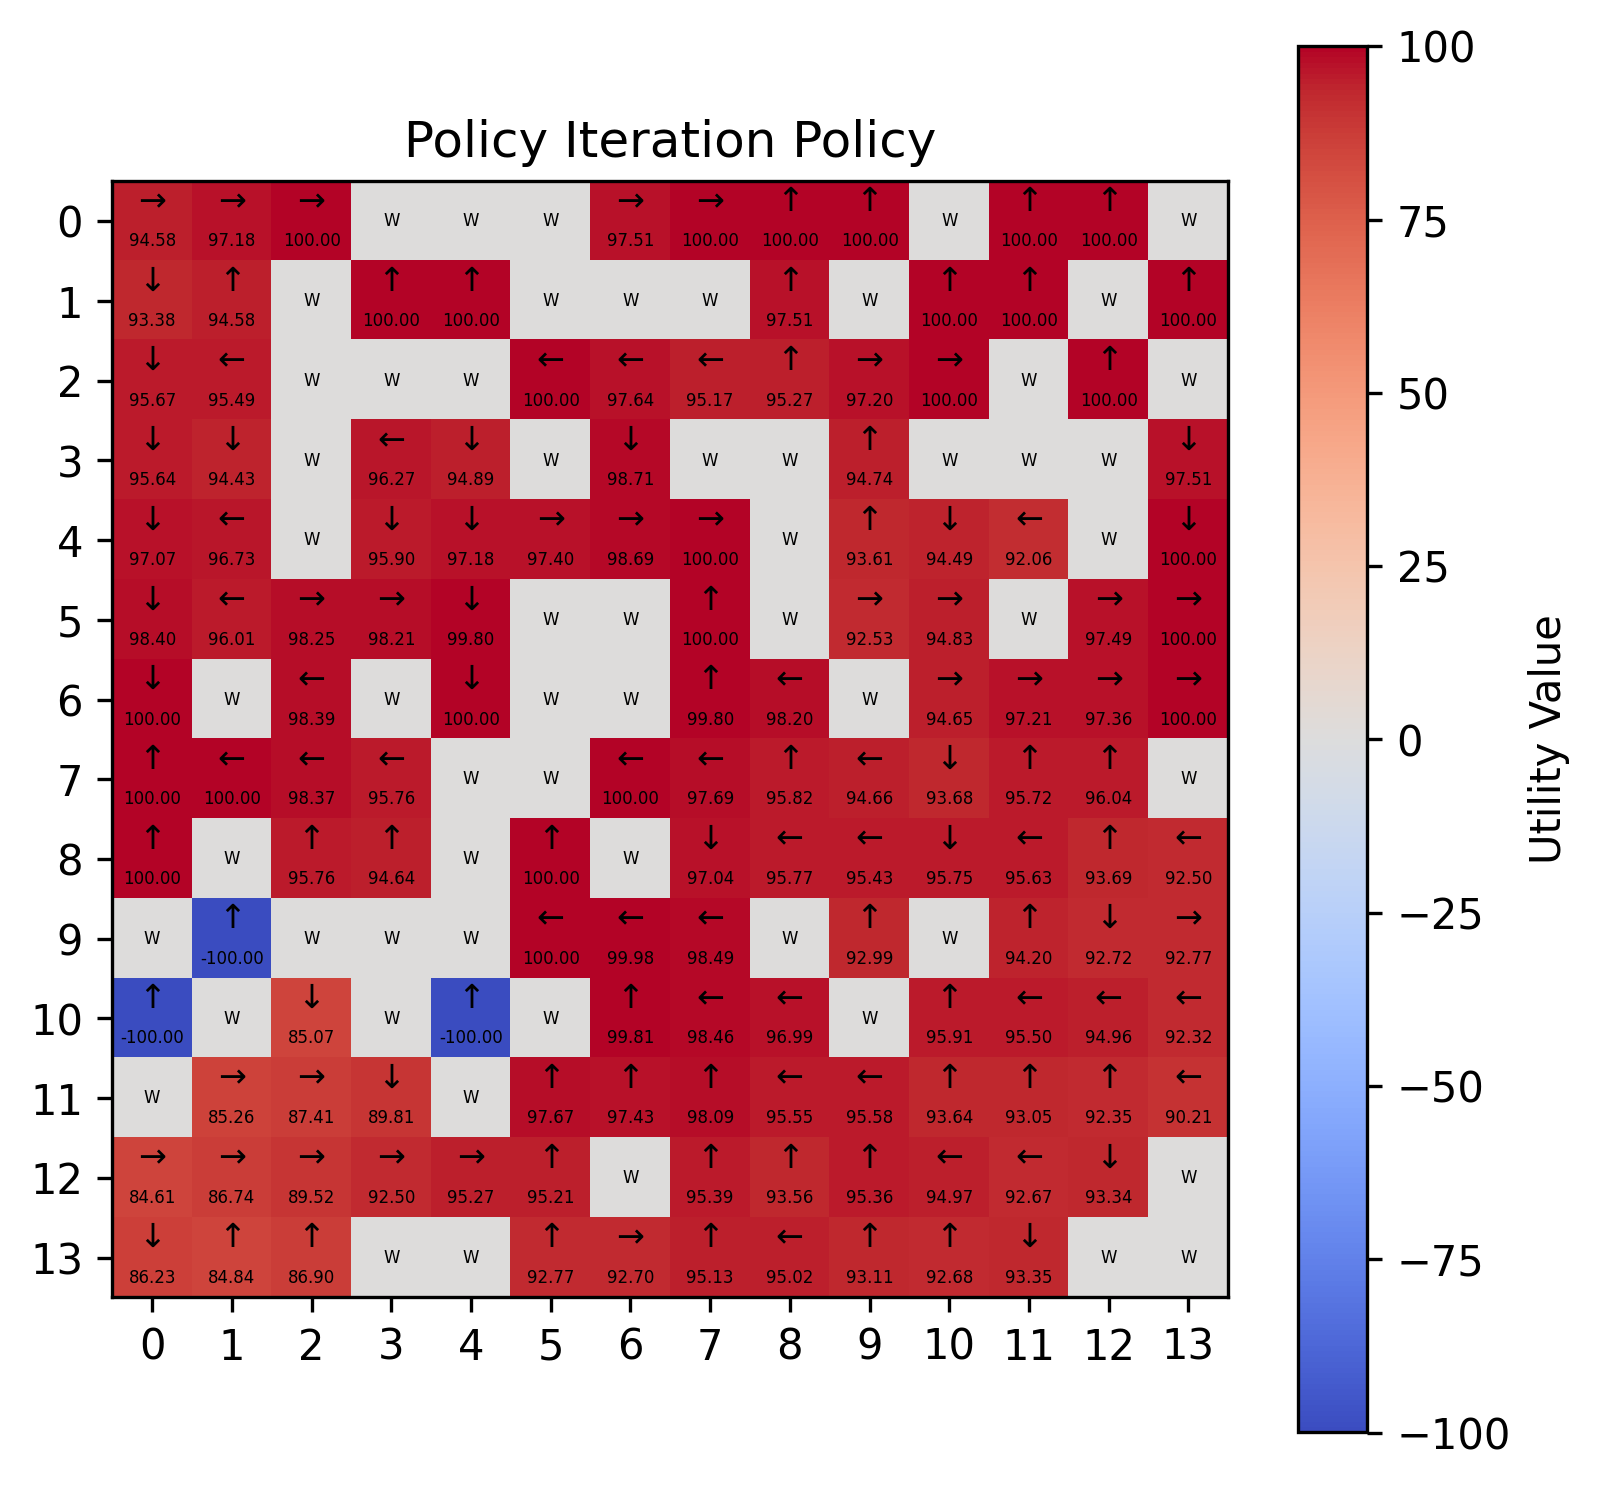 Policy Iteration Policy
0 → → → W W W → → ↑ ↑ W ↑ ↑ W
94.58 97.18 100.00 97.51 100.00 100.00 100.00 100.00 100.00
1 ↓ ↑ W ↑ ↑ W W W ↑ W ↑ ↑ W ↑
93.38 94.58 100.00 100.00 97.51 100.00 100.00 100.00
2 ↓ ← W W W ← ← ← ↑ → → W ↑ W
95.67 95.49 100.00 97.64 95.17 95.27 97.20 100.00 100.00
3 ↓ ↓ W ← ↓ W ↓ W W ↑ W W W ↓
95.64 94.43 96.27 94.89 98.71 94.74 97.51
4 ↓ ← W ↓ ↓ → → → W ↑ ↓ ← W ↓
97.07 96.73 95.90 97.18 97.40 98.69 100.00 93.61 94.49 92.06 100.00
5 ↓ ← → → ↓ W W ↑ W → → W → →
98.40 96.01 98.25 98.21 99.80 100.00 92.53 94.83 97.49 100.00
6 ↓ W ← W ↓ W W ↑ ← W → → → →
100.00 98.39 100.00 99.80 98.20 94.65 97.21 97.36 100.00
7 ↑ ← ← ← W W ← ← ↑ ← ↓ ↑ ↑ W
100.00 100.00 98.37 95.76 100.00 97.69 95.82 94.66 93.68 95.72 96.04
8 ↑ W ↑ ↑ W ↑ W ↓ ← ← ↓ ← ↑ ←
100.00 95.76 94.64 100.00 97.04 95.77 95.43 95.75 95.63 93.69 92.50
9 W ↑ W W W ← ← ← W ↑ W ↑ ↓ →
-100.00 100.00 99.98 98.49 92.99 94.20 92.72 92.77
10 ↑ W ↓ W ↑ W ↑ ← ← W ↑ ← ← ←
-100.00 85.07 -100.00 99.81 98.46 96.99 95.91 95.50 94.96 92.32
11 W → → ↓ W ↑ ↑ ↑ ← ← ↑ ↑ ↑ ←
85.26 87.41 89.81 97.67 97.43 98.09 95.55 95.58 93.64 93.05 92.35 90.21
12 → → → → → ↑ W ↑ ↑ ↑ ← ← ↓ W
84.61 86.74 89.52 92.50 95.27 95.21 95.39 93.56 95.36 94.97 92.67 93.34
13 ↓ ↑ ↑ W W ↑ → ↑ ← ↑ ↑ ↓ W W
86.23 84.84 86.90 92.77 92.70 95.13 95.02 93.11 92.68 93.35
0 1 2 3 4 5 6 7 8 9 10 11 12 13
100
75
50
25
0
−25
−50
−75
−100
Utility Value